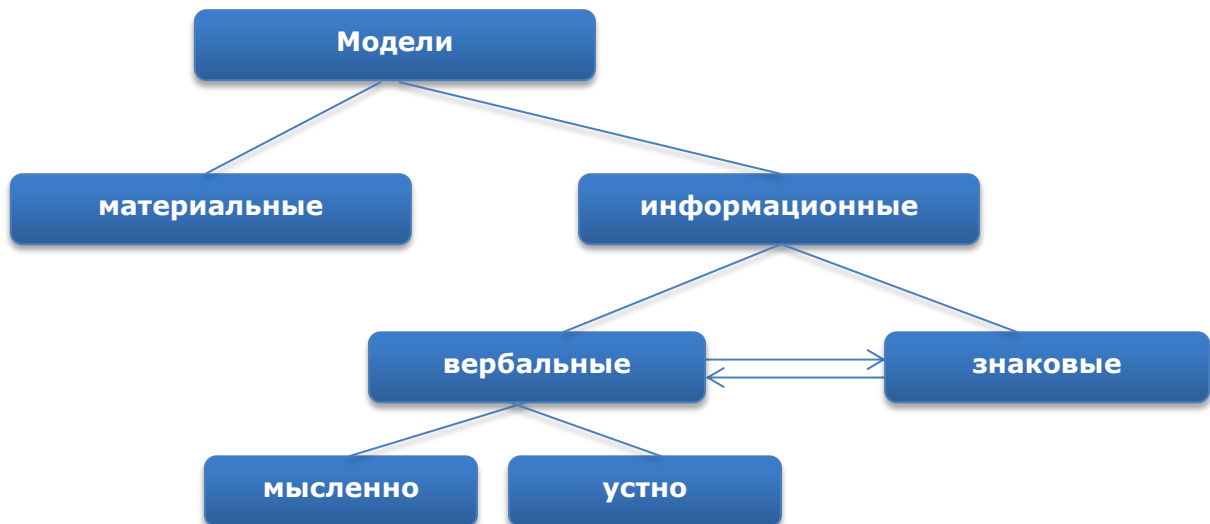 Модели
материальные
информационные
вербальные
знаковые
мысленно
устно